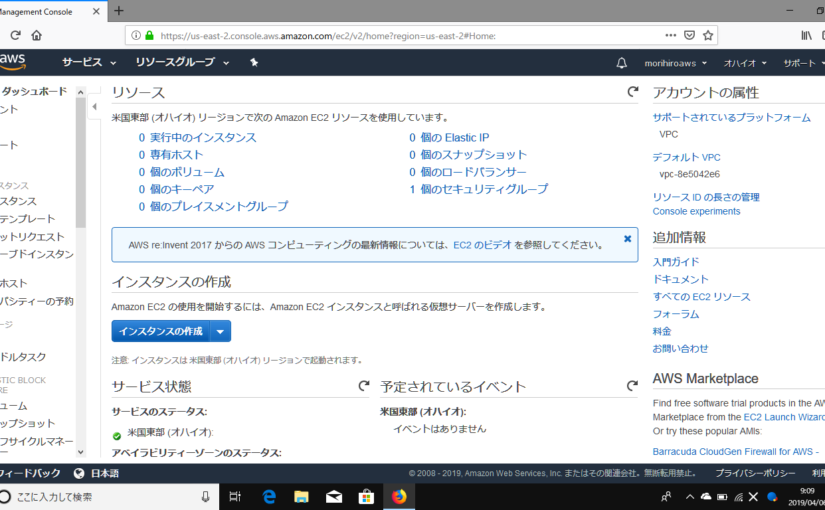 Management Console
https://us-east-2.console.aws.amazon.com/ec2/v2/home?region=us-east-2#Home:
aws サービス リソースグループ morihiroaws オハイオ サポート
ダッシュボード
ント
ート
スタンス
スタンス
テンプレート
ットリクエスト
ーブドインスタン
ホスト
パシティーの予約
ージ
ドルタスク
STIC BLOCK
RE
ューム
ップショット
フサイクルマネー
リソース
米国東部 (オハイオ) リージョンで次の Amazon EC2 リソースを使用しています。
0 実行中のインスタンス 0 個の Elastic IP
0 専有ホスト 0 個のスナップショット
0 個のボリューム 0 個のロードバランサー
0 個のキーペア 1 個のセキュリティグループ
0 個のプレイスメントグループ
AWS re:Invent 2017 からの AWS コンピューティングの最新情報については、EC2 のビデオ を参照してください。
インスタンスの作成
Amazon EC2 の使用を開始するには、Amazon EC2 インスタンスと呼ばれる仮想サーバーを作成します。
インスタンスの作成
注意: インスタンスは 米国東部 (オハイオ) リージョンで起動されます。
サービス状態
サービスのステータス:
米国東部 (オハイオ):
アベイラビリティーゾーンのステータス:
予定されているイベント
米国東部 (オハイオ):
イベントはありません
アカウントの属性
サポートされているプラットフォーム
VPC
デフォルト VPC
vpc-8e5042e6
リソース ID の長さの管理
Console experiments
追加情報
入門ガイド
ドキュメント
すべての EC2 リソース
フォーラム
料金
お問い合わせ
AWS Marketplace
Find free software trial products in the AW
Marketplace from the EC2 Launch Wizard
Or try these popular AMIs:
Barracuda CloudGen Firewall for AWS -
フィードバック 日本語 © 2008 - 2019, Amazon Web Services, Inc. またはその関連会社。無断転用禁止。 プライバシーポリシー 利用
ここに入力して検索
9:09
2019/04/06